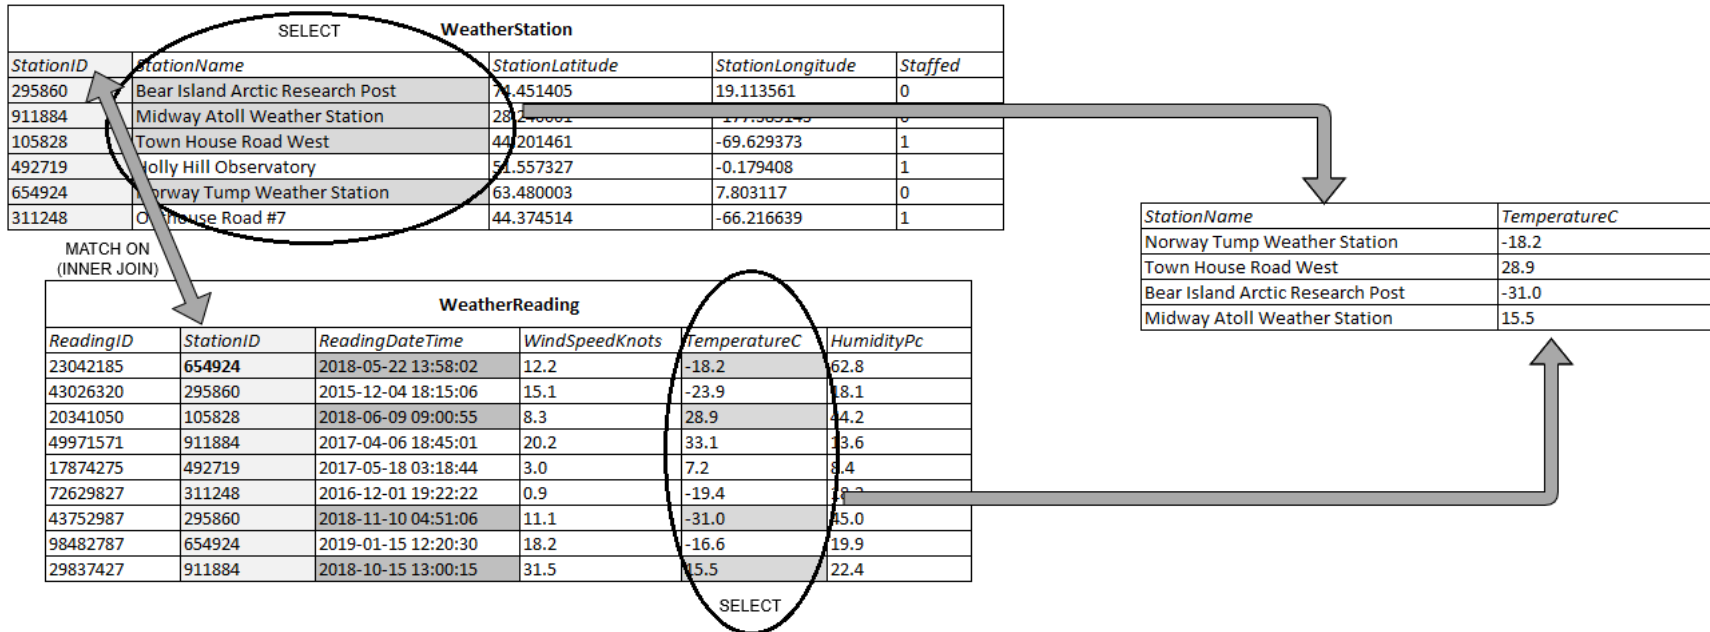 SELECT WeatherStation
StationID StationName StationLatitude StationLongitude Staffed
295860 Bear Island Arctic Research Post 74.451405 19.113561 0
911884 Midway Atoll Weather Station
105828 Town House Road West 44.201461 -69.629373 1
492719 Holly Hill Observatory 51.557327 -0.179408 1
654924 Norway Tump Weather Station 63.480003 7.803117 0
311248 Road #7 44.374514 -66.216639 1
MATCH ON
(INNER JOIN)
WeatherReading
ReadingID StationID ReadingDateTime WindSpeedKnots TemperatureC HumidityPc
23042185 654924 2018-05-22 13:58:02 12.2 -18.2 62.8
43026320 295860 2015-12-04 18:15:06 15.1 -23.9 18.1
20341050 105828 2018-06-09 09:00:55 8.3 28.9 44.2
49971571 911884 2017-04-06 18:45:01 20.2 33.1 13.6
17874275 492719 2017-05-18 03:18:44 3.0 7.2 8.4
72629827 311248 2016-12-01 19:22:22 0.9 -19.4
43752987 295860 2018-11-10 04:51:06 11.1 -31.0 45.0
98482787 654924 2019-01-15 12:20:30 18.2 -16.6 19.9
29837427 911884 2018-10-15 13:00:15 31.5 15.5 22.4
SELECT
StationName TemperatureC
Norway Tump Weather Station -18.2
Town House Road West 28.9
Bear Island Arctic Research Post -31.0
Midway Atoll Weather Station 15.5